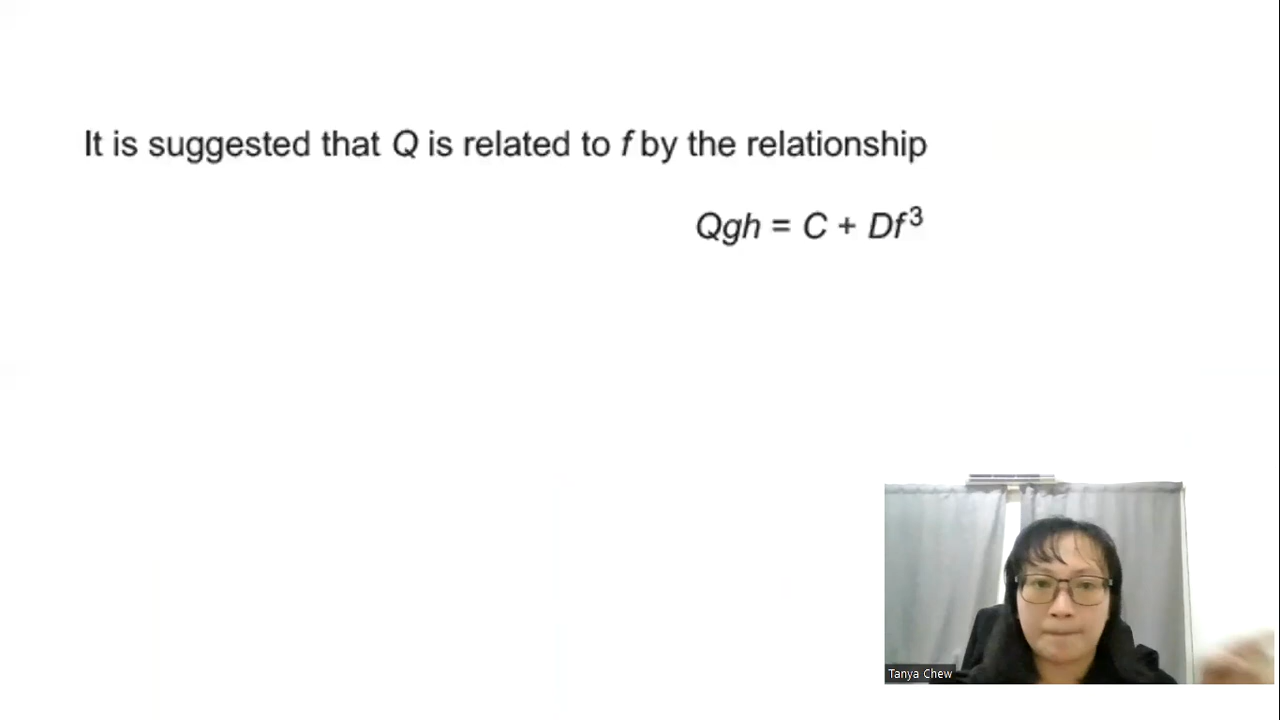 It is suggested that Q is related to f by the relationship
Qgh = C + Df³
Tanya Chew